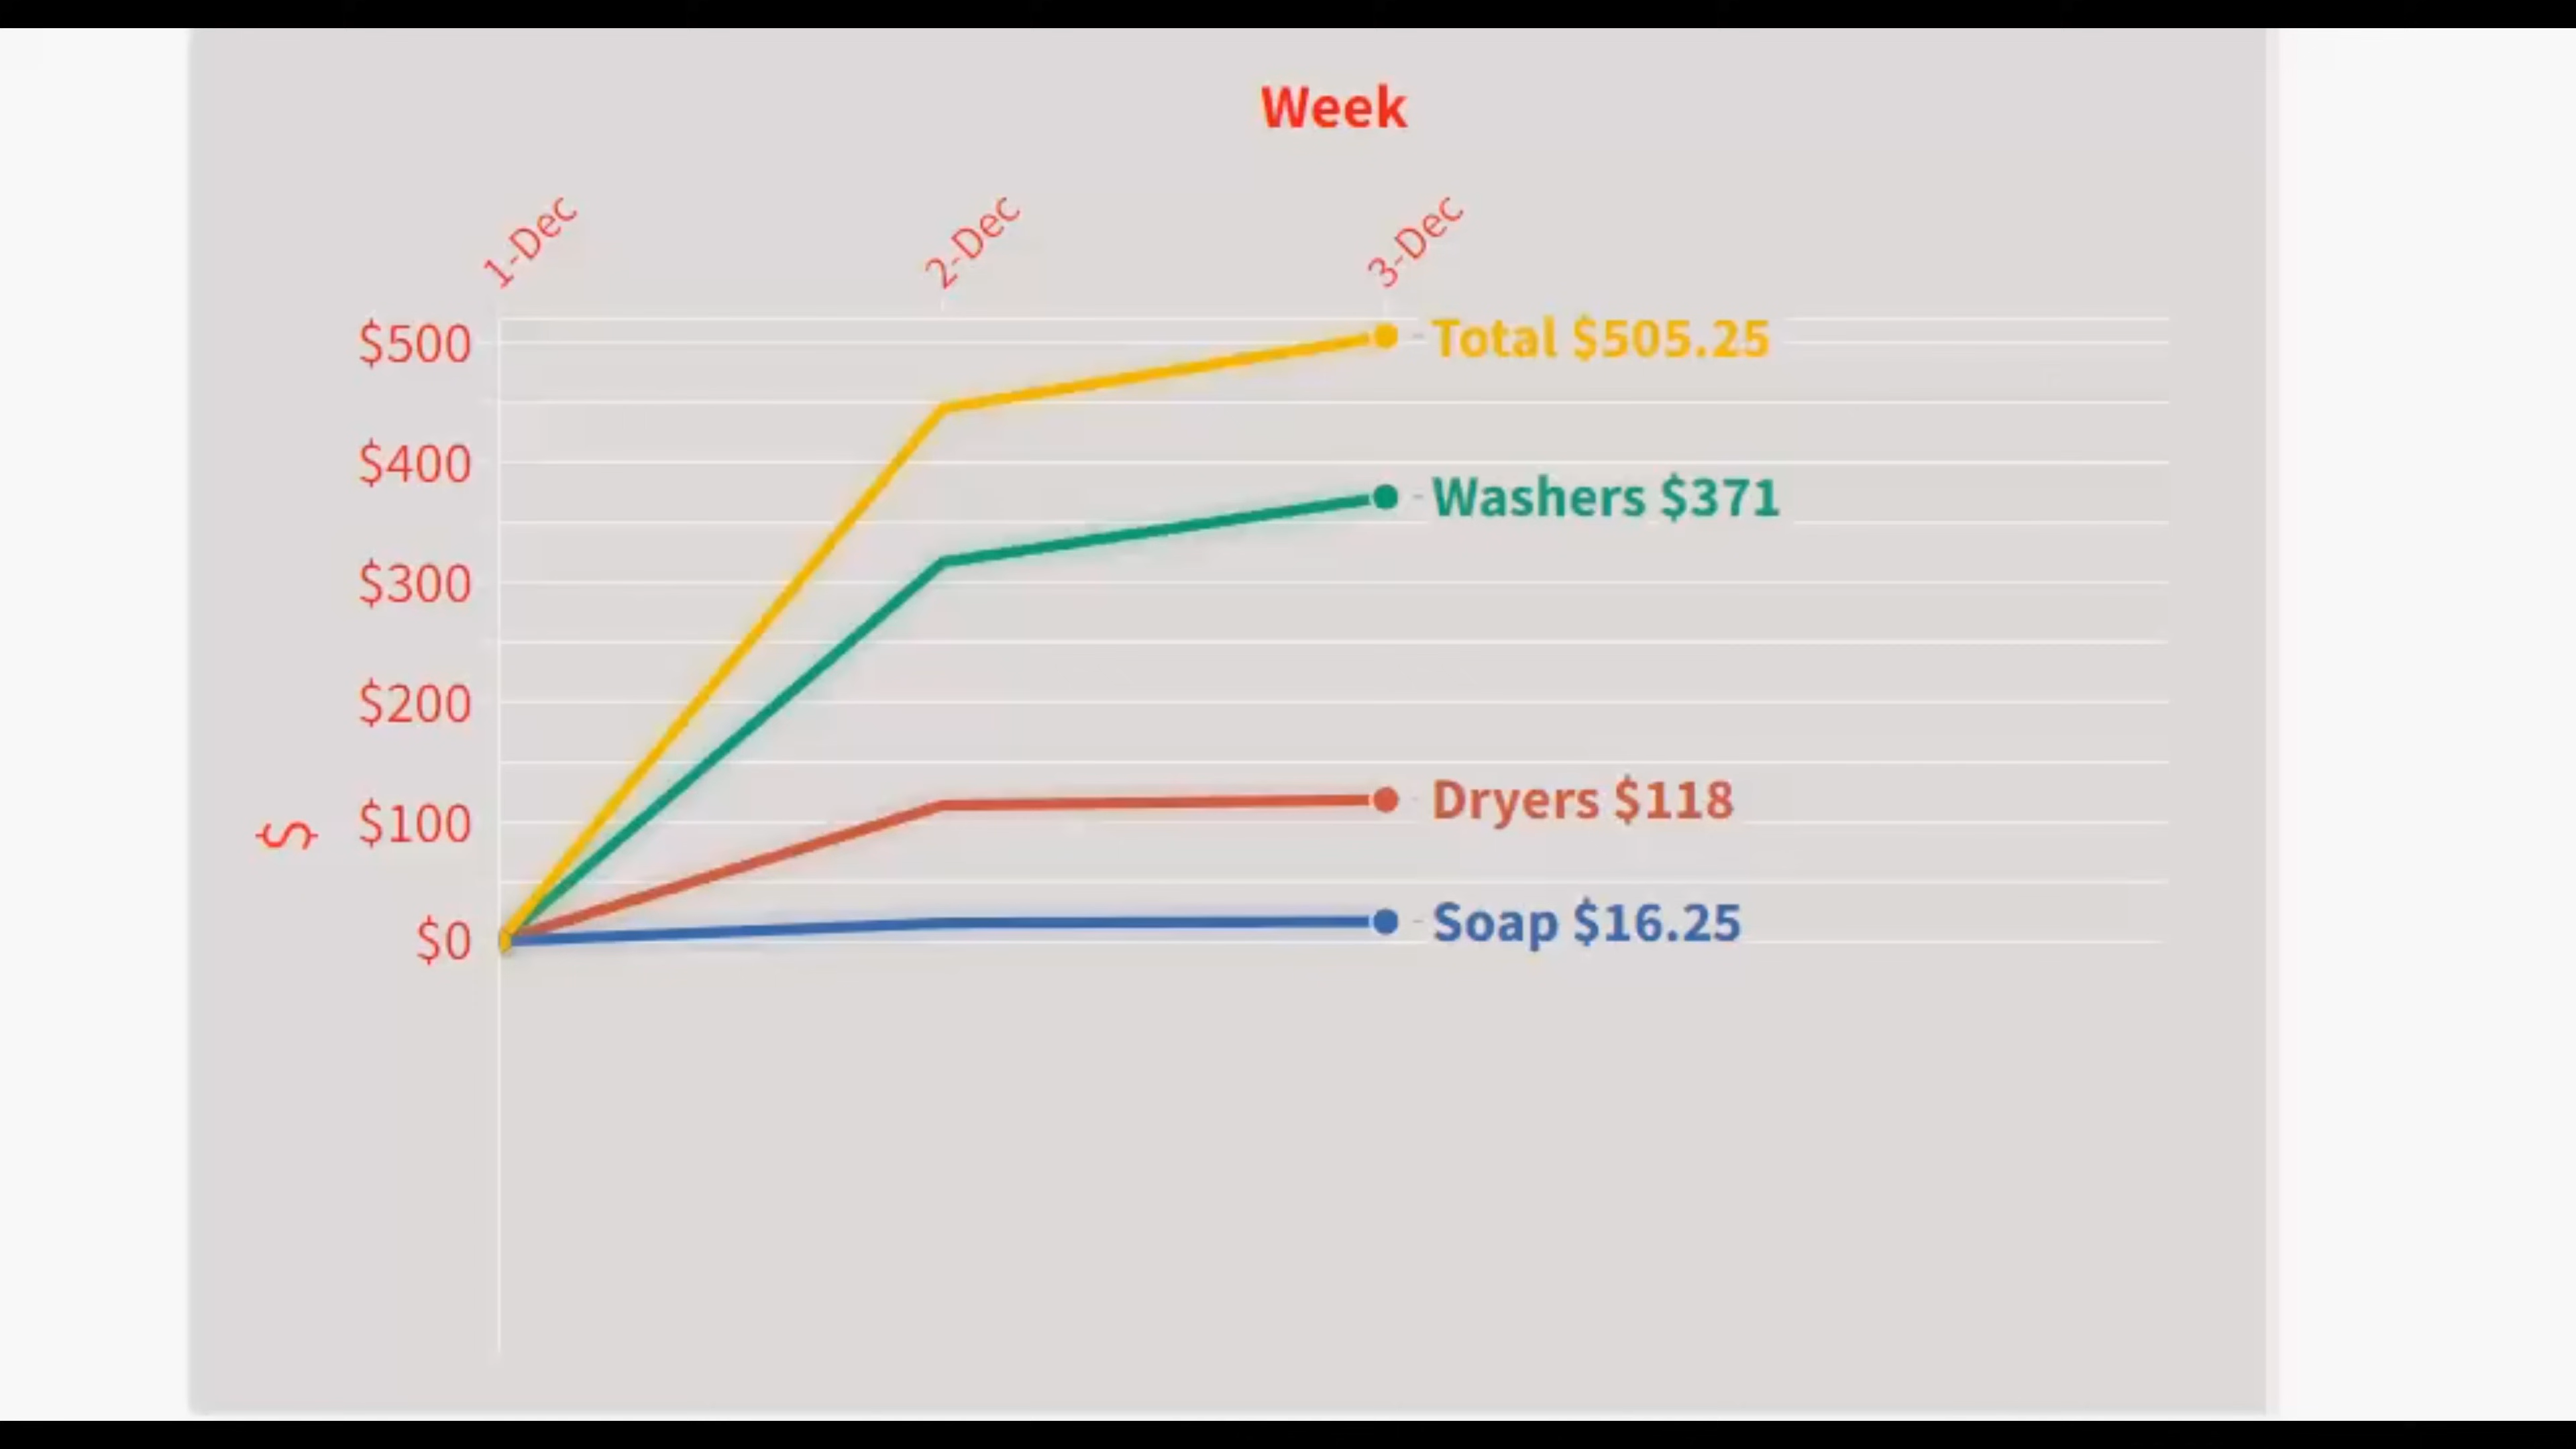 Week
1-Dec
2-Dec
3-Dec
$500
Total $505.25
$400
Washers $371
$300
$200
$100
Dryers $118
$
$0
Soap $16.25